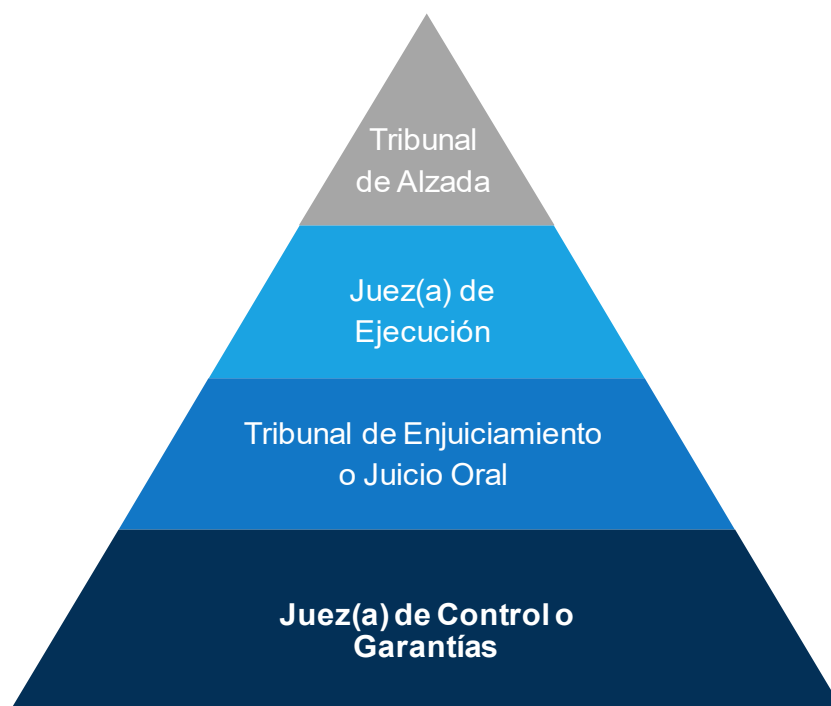 Tribunal
de Alzada
Juez(a) de
Ejecución
Tribunal de Enjuiciamiento
o Juicio Oral
Juez(a) de Control o
Garantías